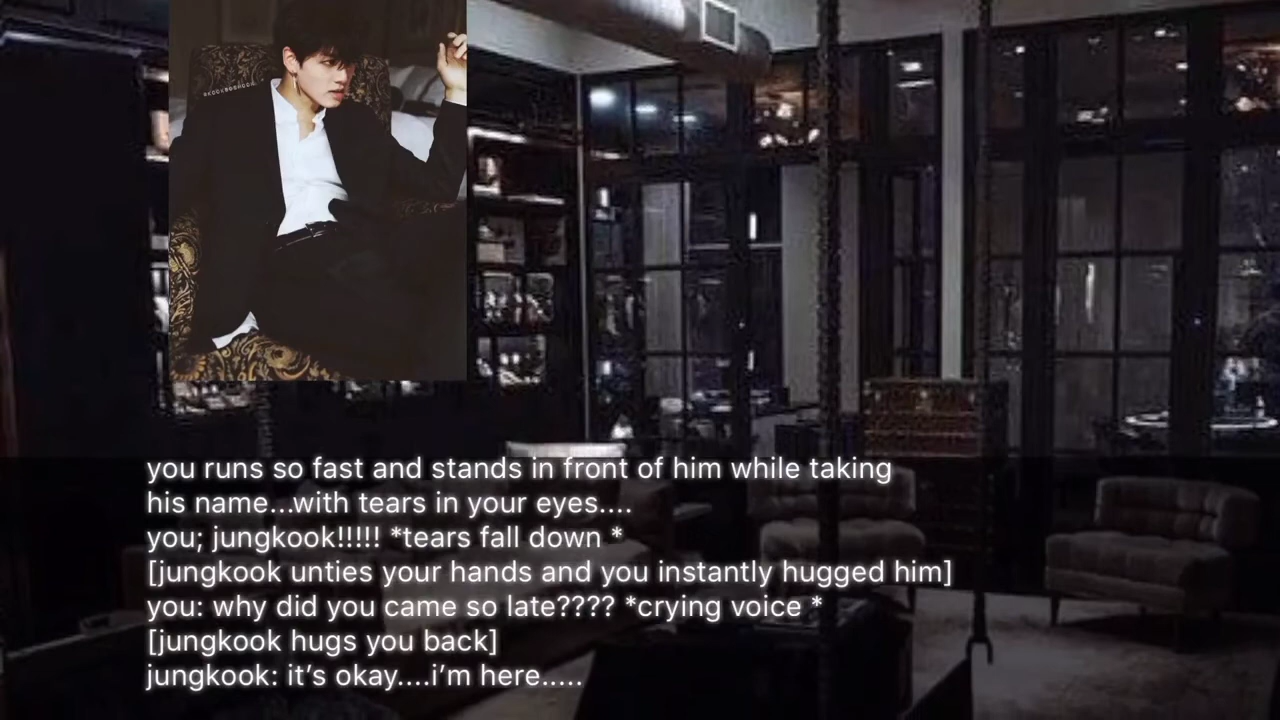 you runs so fast and stands in front of him while taking
his name...with tears in your eyes....
you; jungkook!!!!! *tears fall down *
[jungkook unties your hands and you instantly hugged him]
you: why did you came so late???? *crying voice *
[jungkook hugs you back]
jungkook: it’s okay....i’m here.....